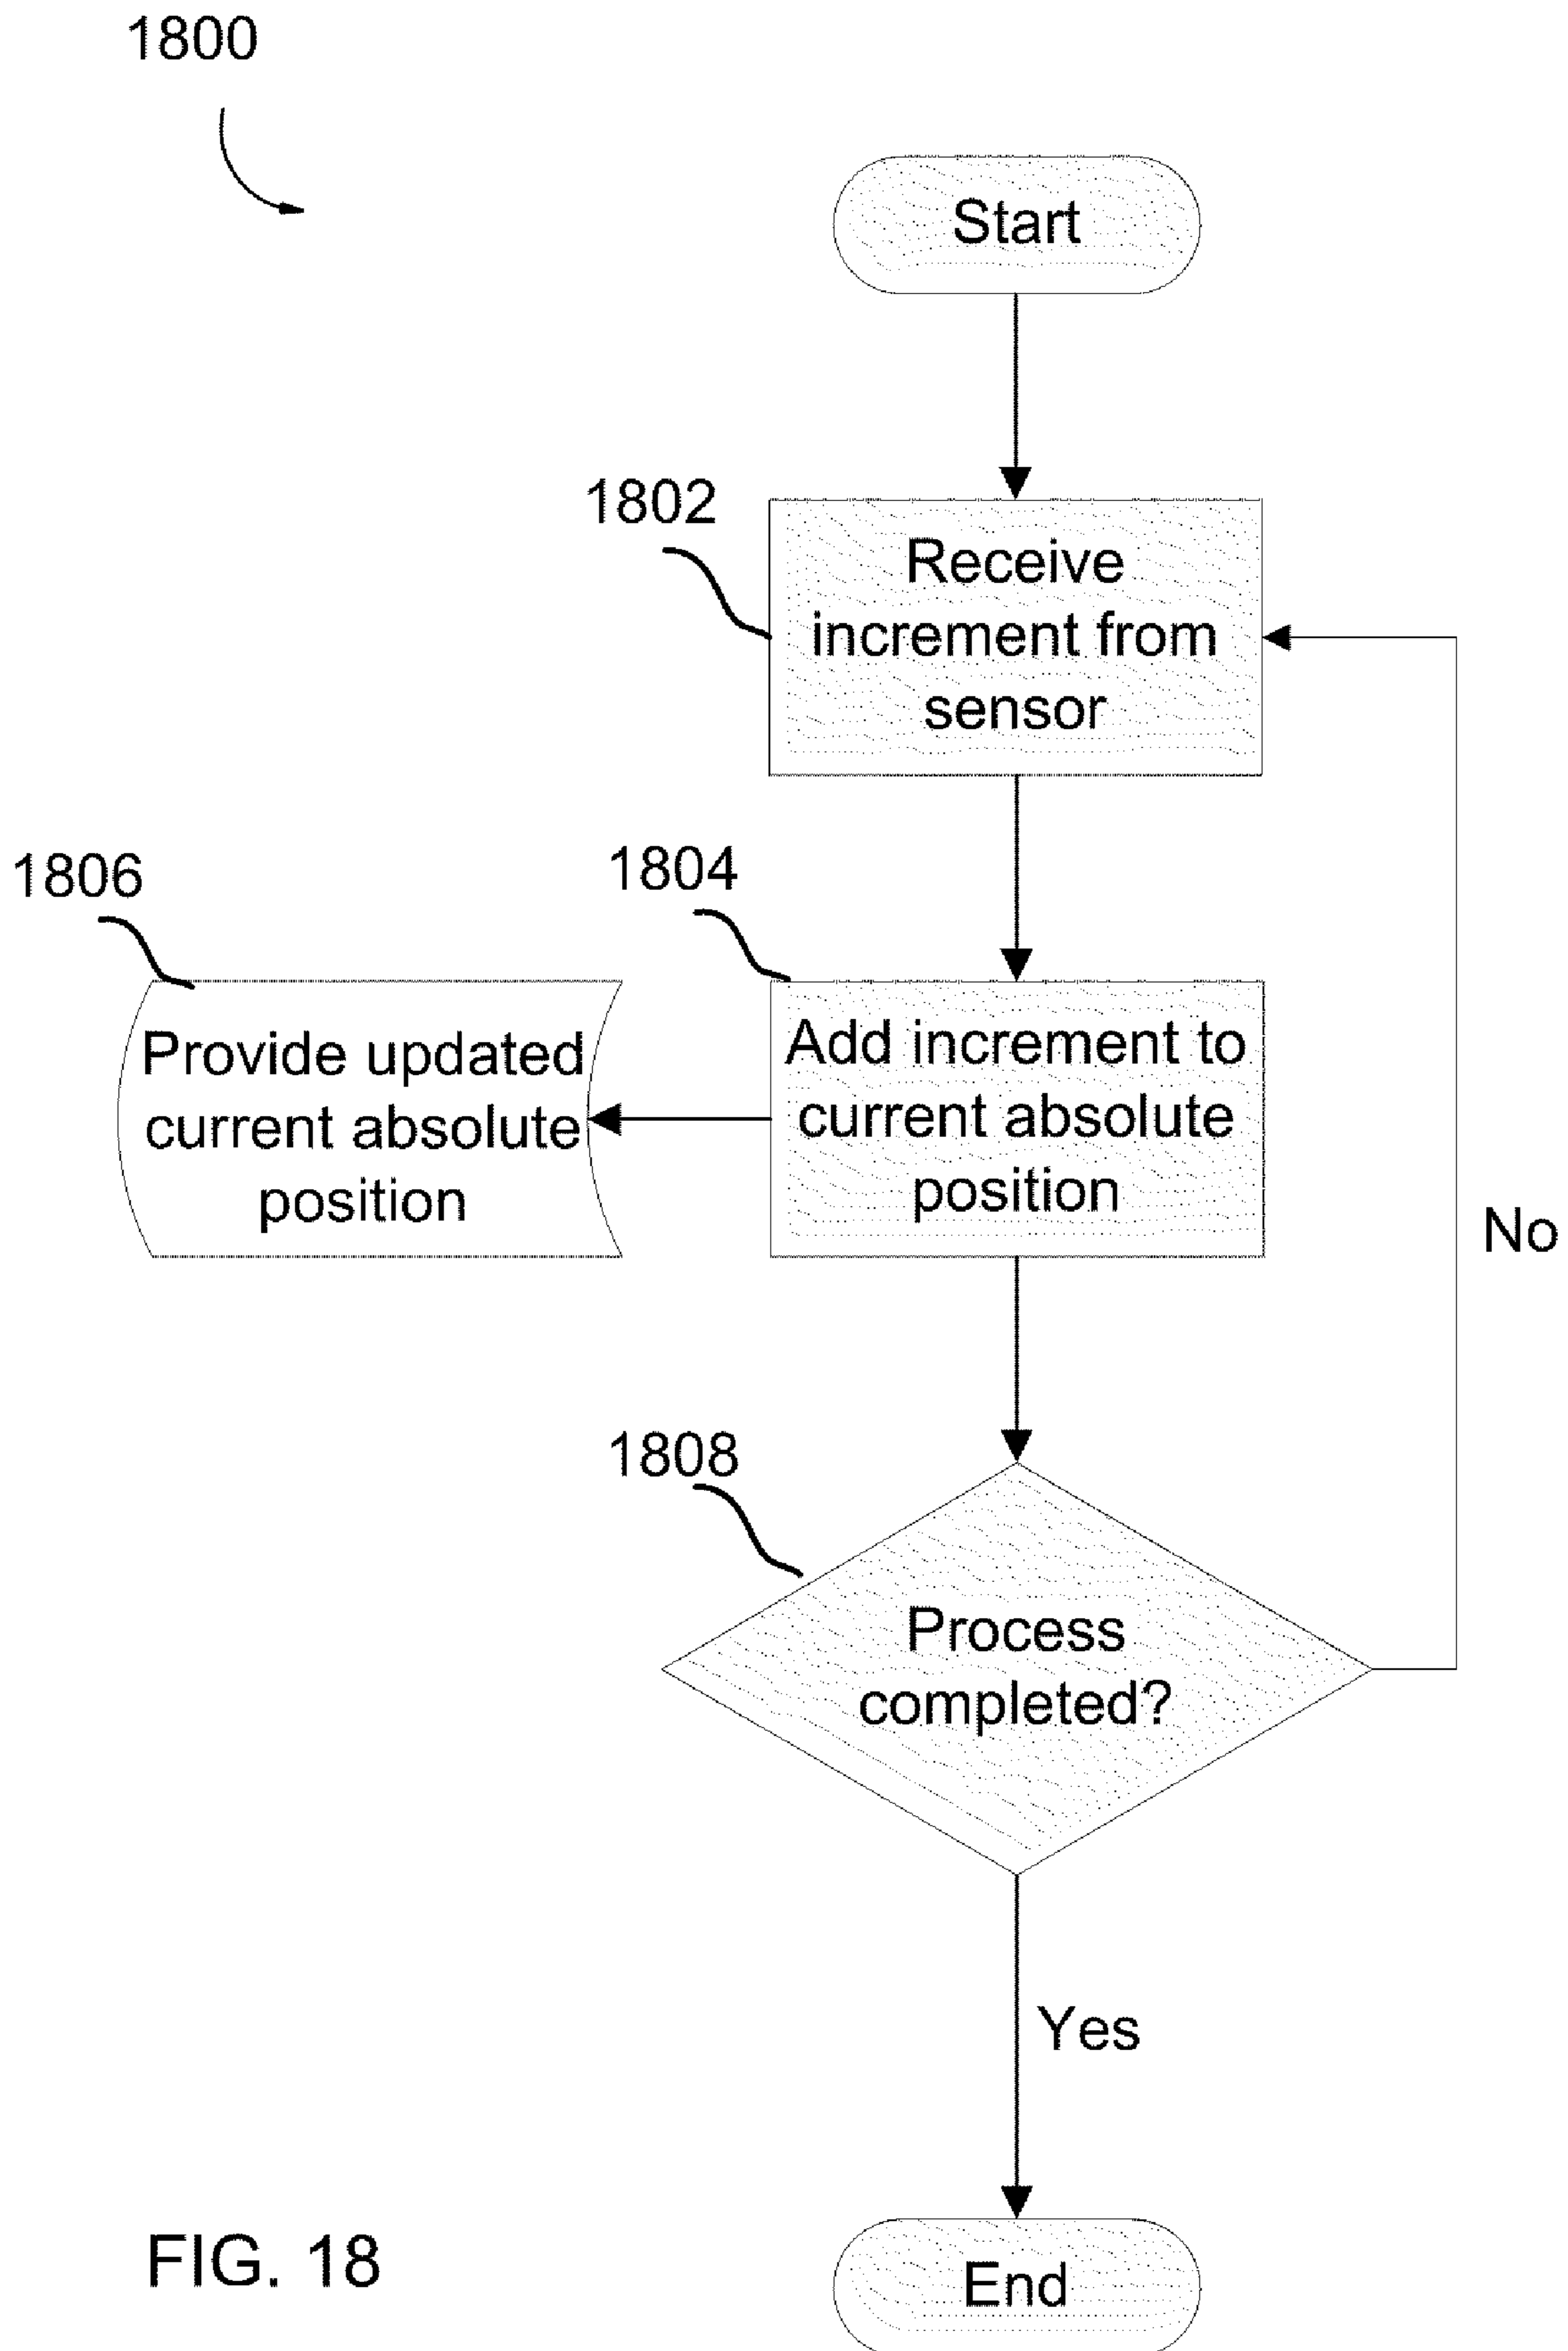 1800
Start
1802
Receive
increment from
sensor
1806
1804
Provide updated
current absolute
position
Add increment to
current absolute
position
No
1808
Process
completed?
Yes
FIG. 18
End